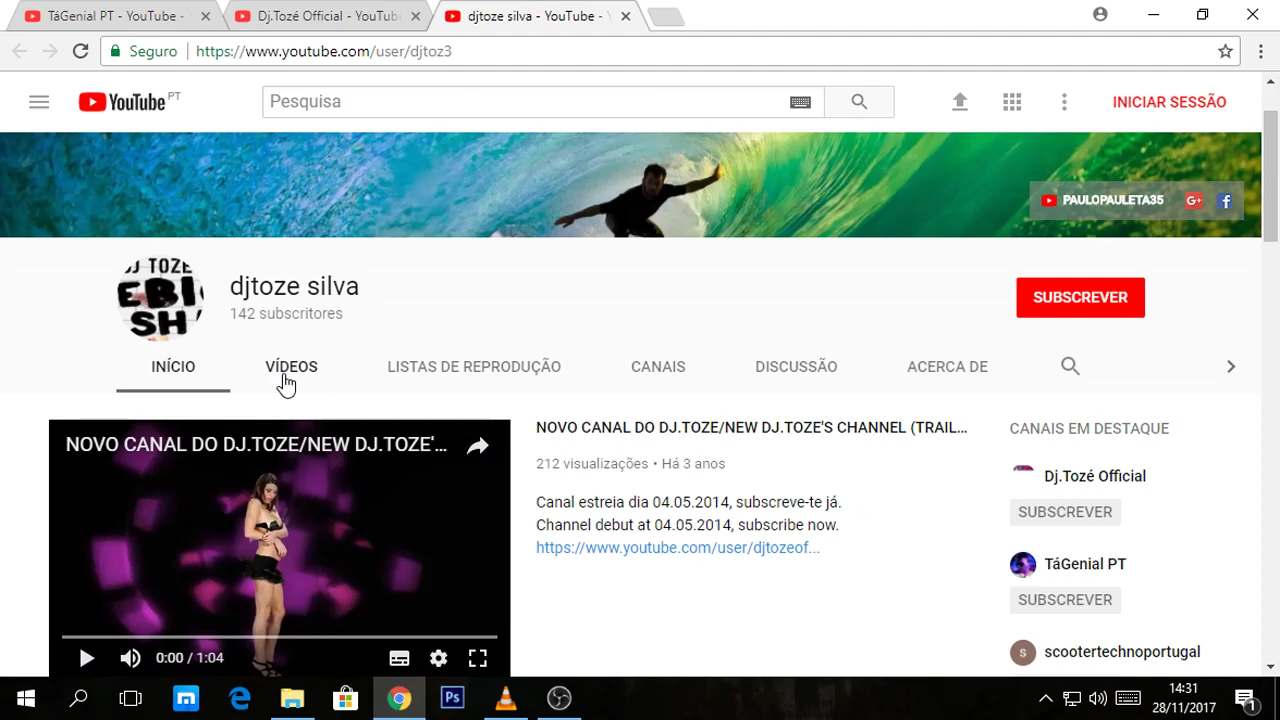 TáGenial PT - YouTube -
Dj.Tozé Official - YouTube
djtoze silva - YouTube -
Seguro
https://www.youtube.com/user/djtoz3
YouTube PT
Pesquisa
INICIAR SESSÃO
PAULOPAULETA35
DJ TOZE
EBI
SH
djtoze silva
142 subscritores
SUBSCREVER
INÍCIO
VÍDEOS
LISTAS DE REPRODUÇÃO
CANAIS
DISCUSSÃO
ACERCA DE
NOVO CANAL DO DJ.TOZE/NEW DJ.TOZE'...
0:00 / 1:04
NOVO CANAL DO DJ.TOZE/NEW DJ.TOZE'S CHANNEL (TRAIL...
212 visualizações • Há 3 anos
Canal estreia dia 04.05.2014, subscreve-te já.
Channel debut at 04.05.2014, subscribe now.
https://www.youtube.com/user/djtozeof...
CANAIS EM DESTAQUE
Dj.Tozé Official
SUBSCREVER
TáGenial PT
SUBSCREVER
s
scootertechnoportugal
Ps
14:31
28/11/2017
1